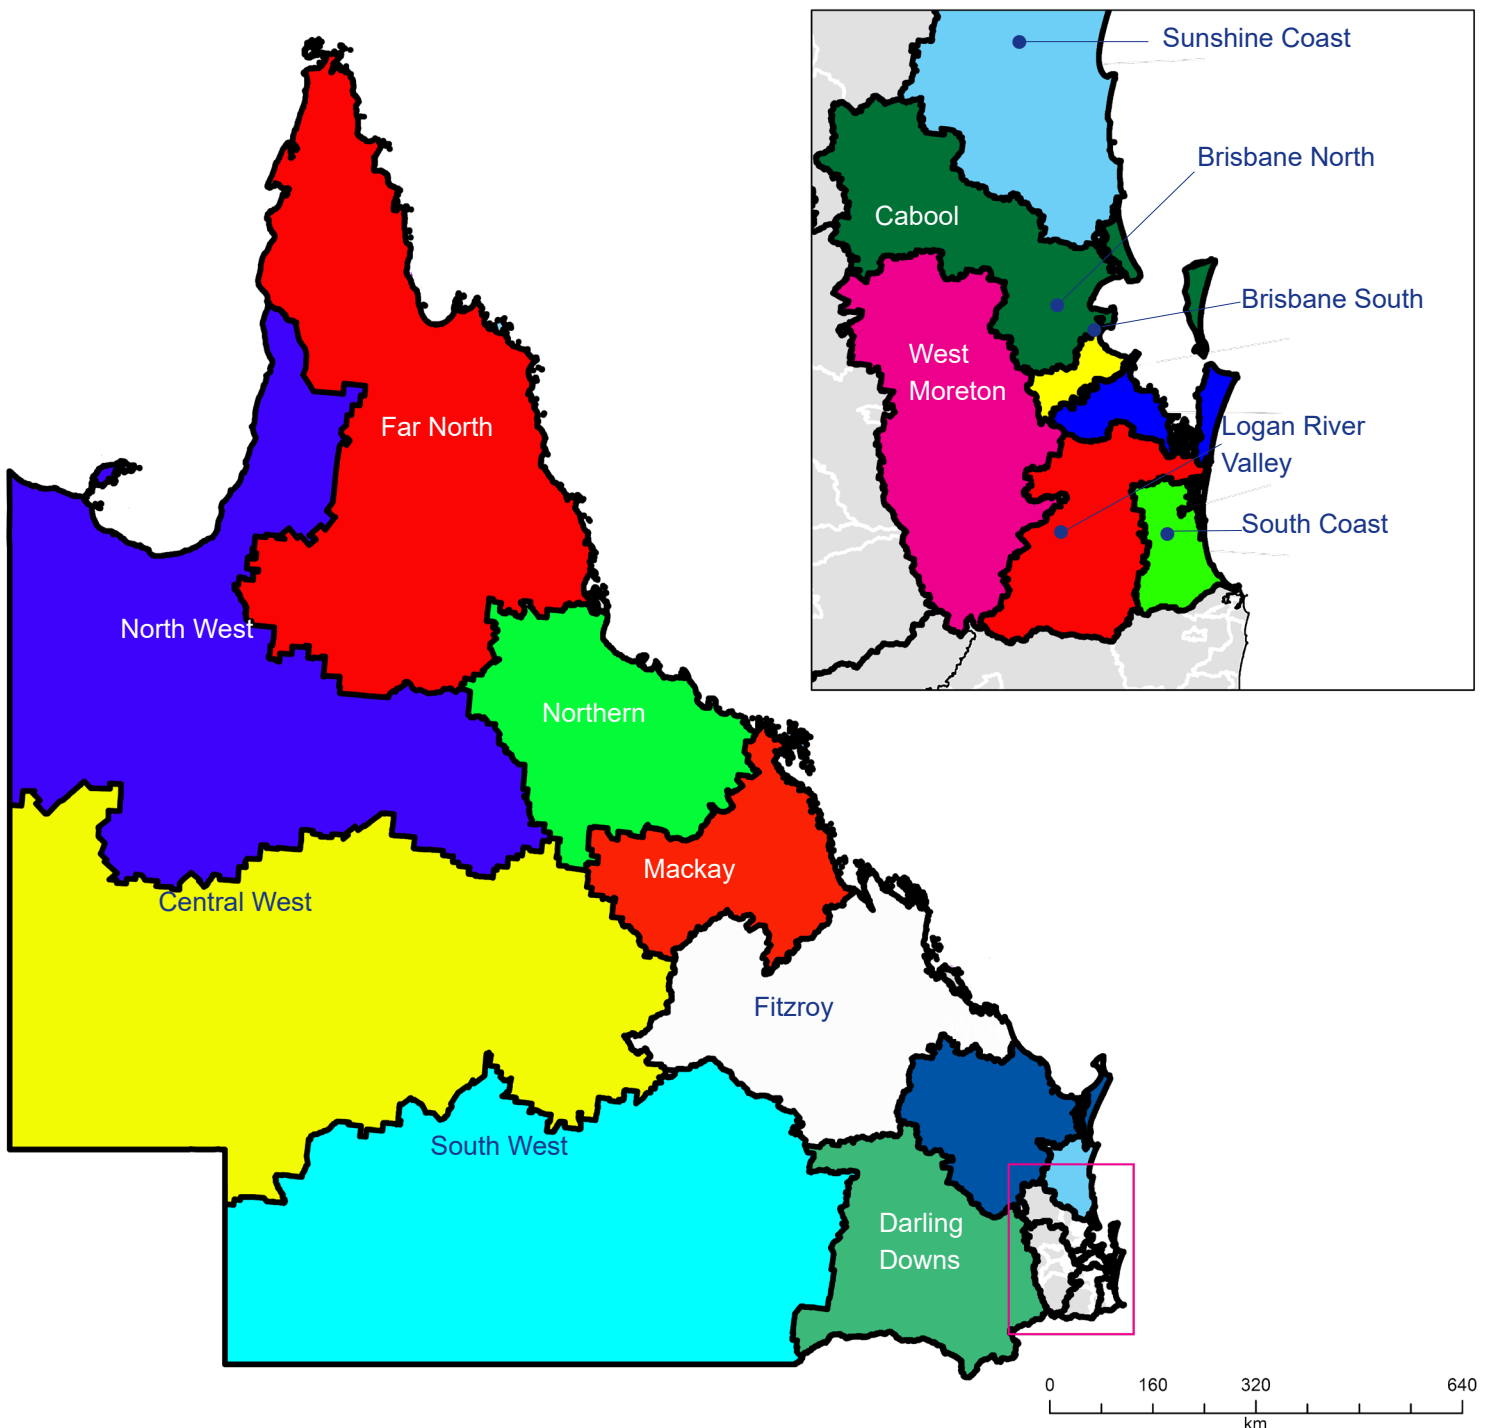 Sunshine Coast
Brisbane North
Cabool
Brisbane South
West
Moreton
Logan River
Valley
South Coast
Far North
North West
Northern
Mackay
Central West
Fitzroy
South West
Darling
Downs
0 160 320 640
km